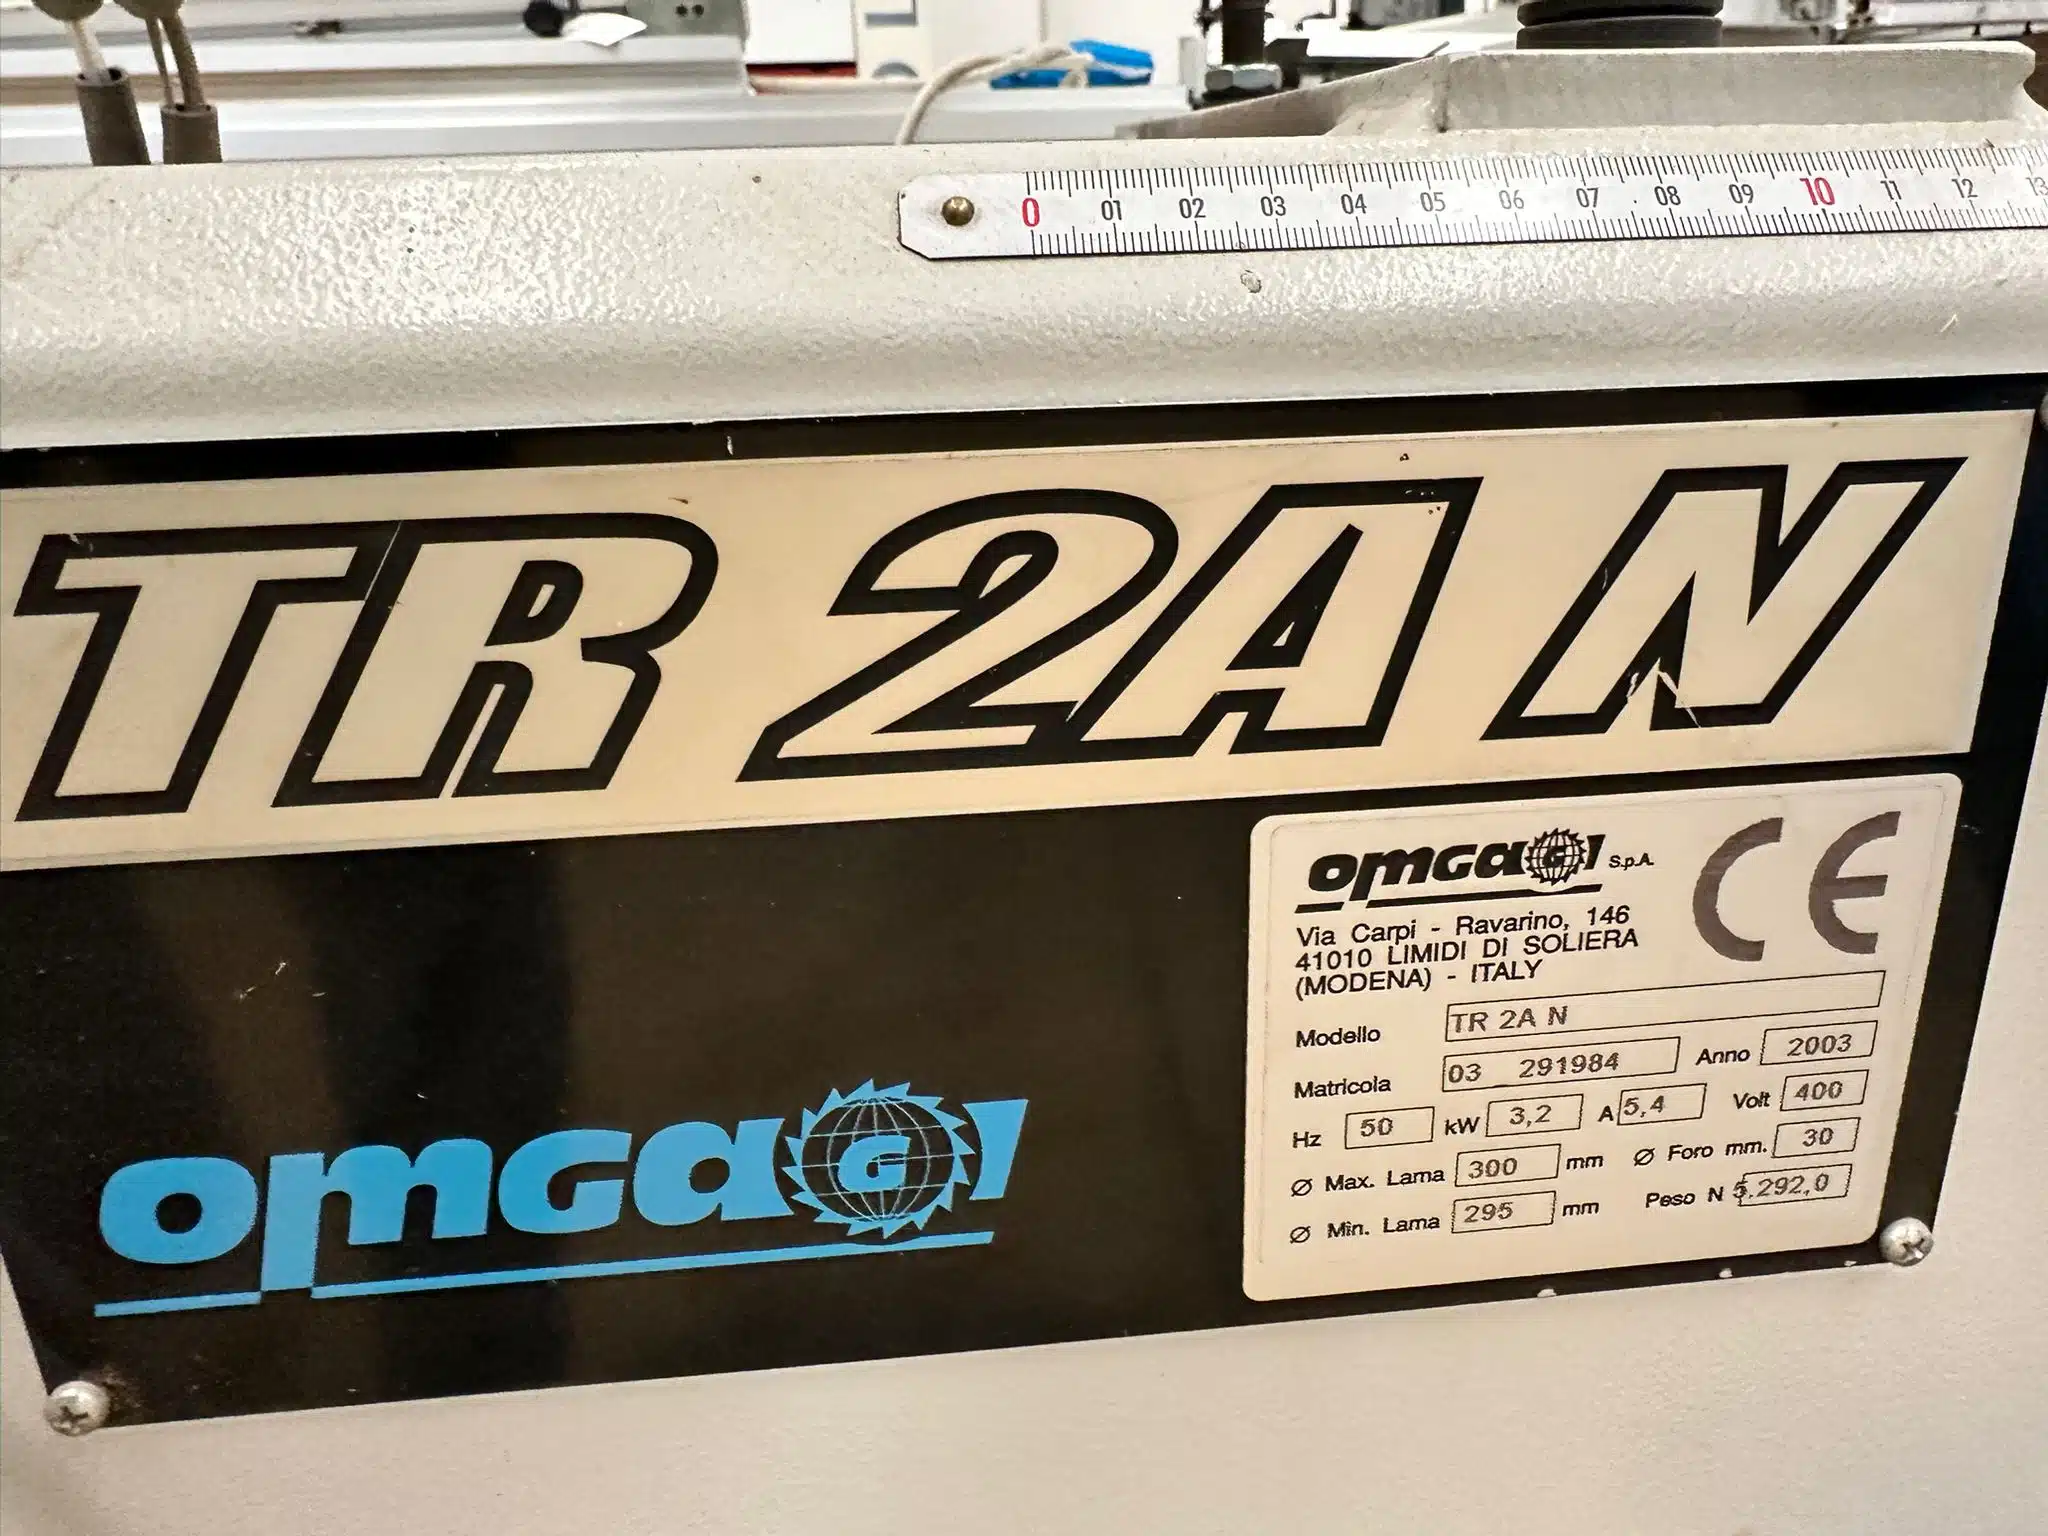 0 01 02 03 04 05 06 07 08 09 10 11 12 13
TR 2A N
omga G
omga G S.p.A.
CE
Via Carpi - Ravarino, 146
41010 LIMIDI DI SOLIERA
(MODENA) - ITALY
Modello TR 2A N
Matricola 03 291984 Anno 2003
Hz 50 kW 3,2 A 5,4 Volt 400
Ø Max. Lama 300 mm Ø Foro mm. 30
Ø Min. Lama 295 mm Peso N 5.292,0